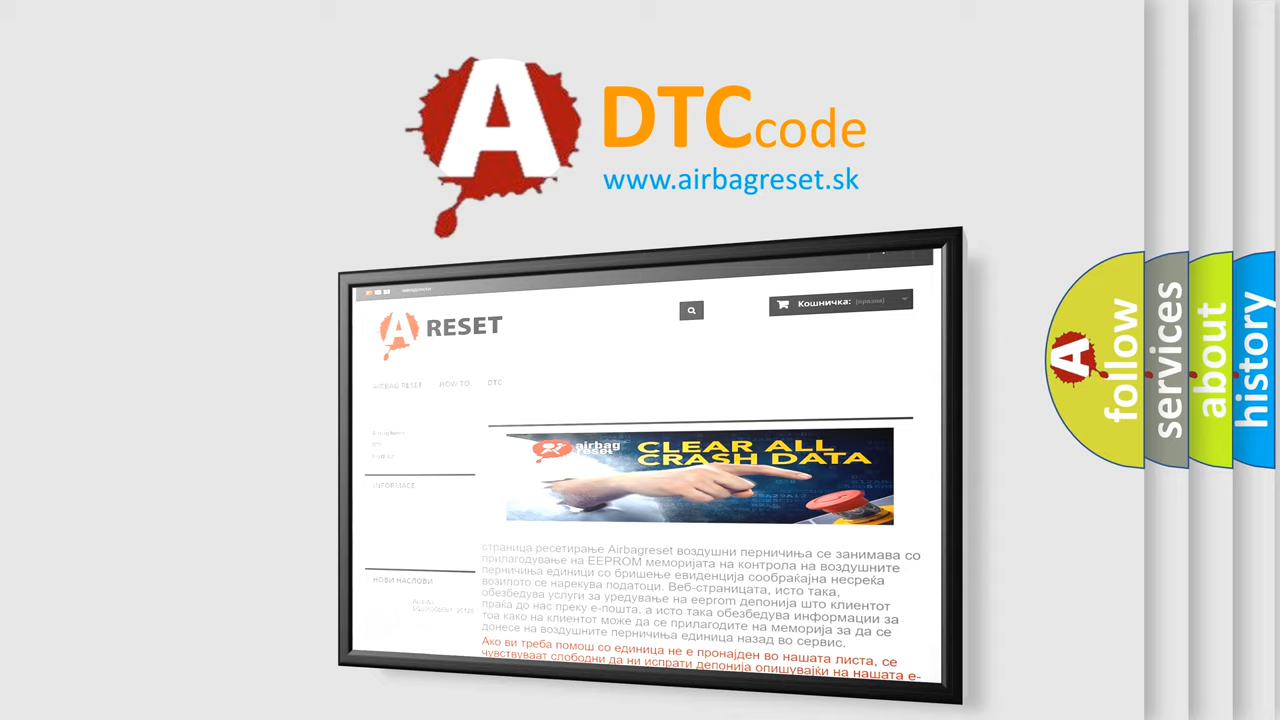 A
DTCcode
www.airbagreset.sk
Кошничка: (празна)
A RESET
AIRBAG RESET HOW TO DTC
airbag
reset
CLEAR ALL
CRASH DATA
INFORMACE
НОВИ НАСЛОВИ
страница ресетирање Airbagreset воздушни перничиња се занимава со
прилагодување на EEPROM меморијата на контрола на воздушните
перничиња единици со бришење евиденција сообраќајна несреќа
возилото се нарекува податоци. Веб-страницата, исто така,
обезбедува услуги за уредување на eeprom депонија што клиентот
праќа до нас преку е-пошта, а исто така обезбедува информации за
тоа како на клиентот може да се прилагодите на меморија за да се
донесе на воздушните перничиња единица назад во сервис.
Ако ви треба помош со единица не е пронајден во нашата листа, се
чувствуваат слободни да ни испрати депонија опишувајќи на нашата е-
A
follow
services
about
history